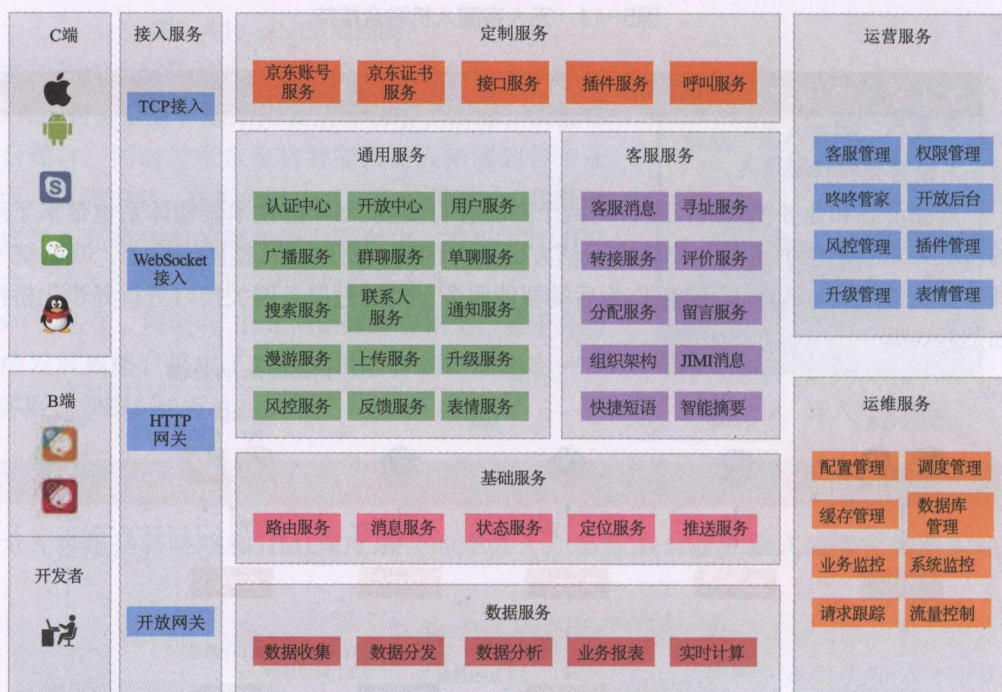 C端
B端
开发者
接入服务
TCP接入
WebSocket
接入
HTTP
网关
开放网关
定制服务
京东账号
服务
京东证书
服务
接口服务
插件服务
呼叫服务
通用服务
认证中心
开放中心
用户服务
广播服务
群聊服务
单聊服务
搜索服务
联系人
服务
通知服务
漫游服务
上传服务
升级服务
风控服务
反馈服务
表情服务
客服服务
客服消息
寻址服务
转接服务
评价服务
分配服务
留言服务
组织架构
JIMI消息
快捷短语
智能摘要
基础服务
路由服务
消息服务
状态服务
定位服务
推送服务
数据服务
数据收集
数据分发
数据分析
业务报表
实时计算
运营服务
客服管理
权限管理
咚咚管家
开放后台
风控管理
插件管理
升级管理
表情管理
运维服务
配置管理
调度管理
缓存管理
数据库
管理
业务监控
系统监控
请求跟踪
流量控制